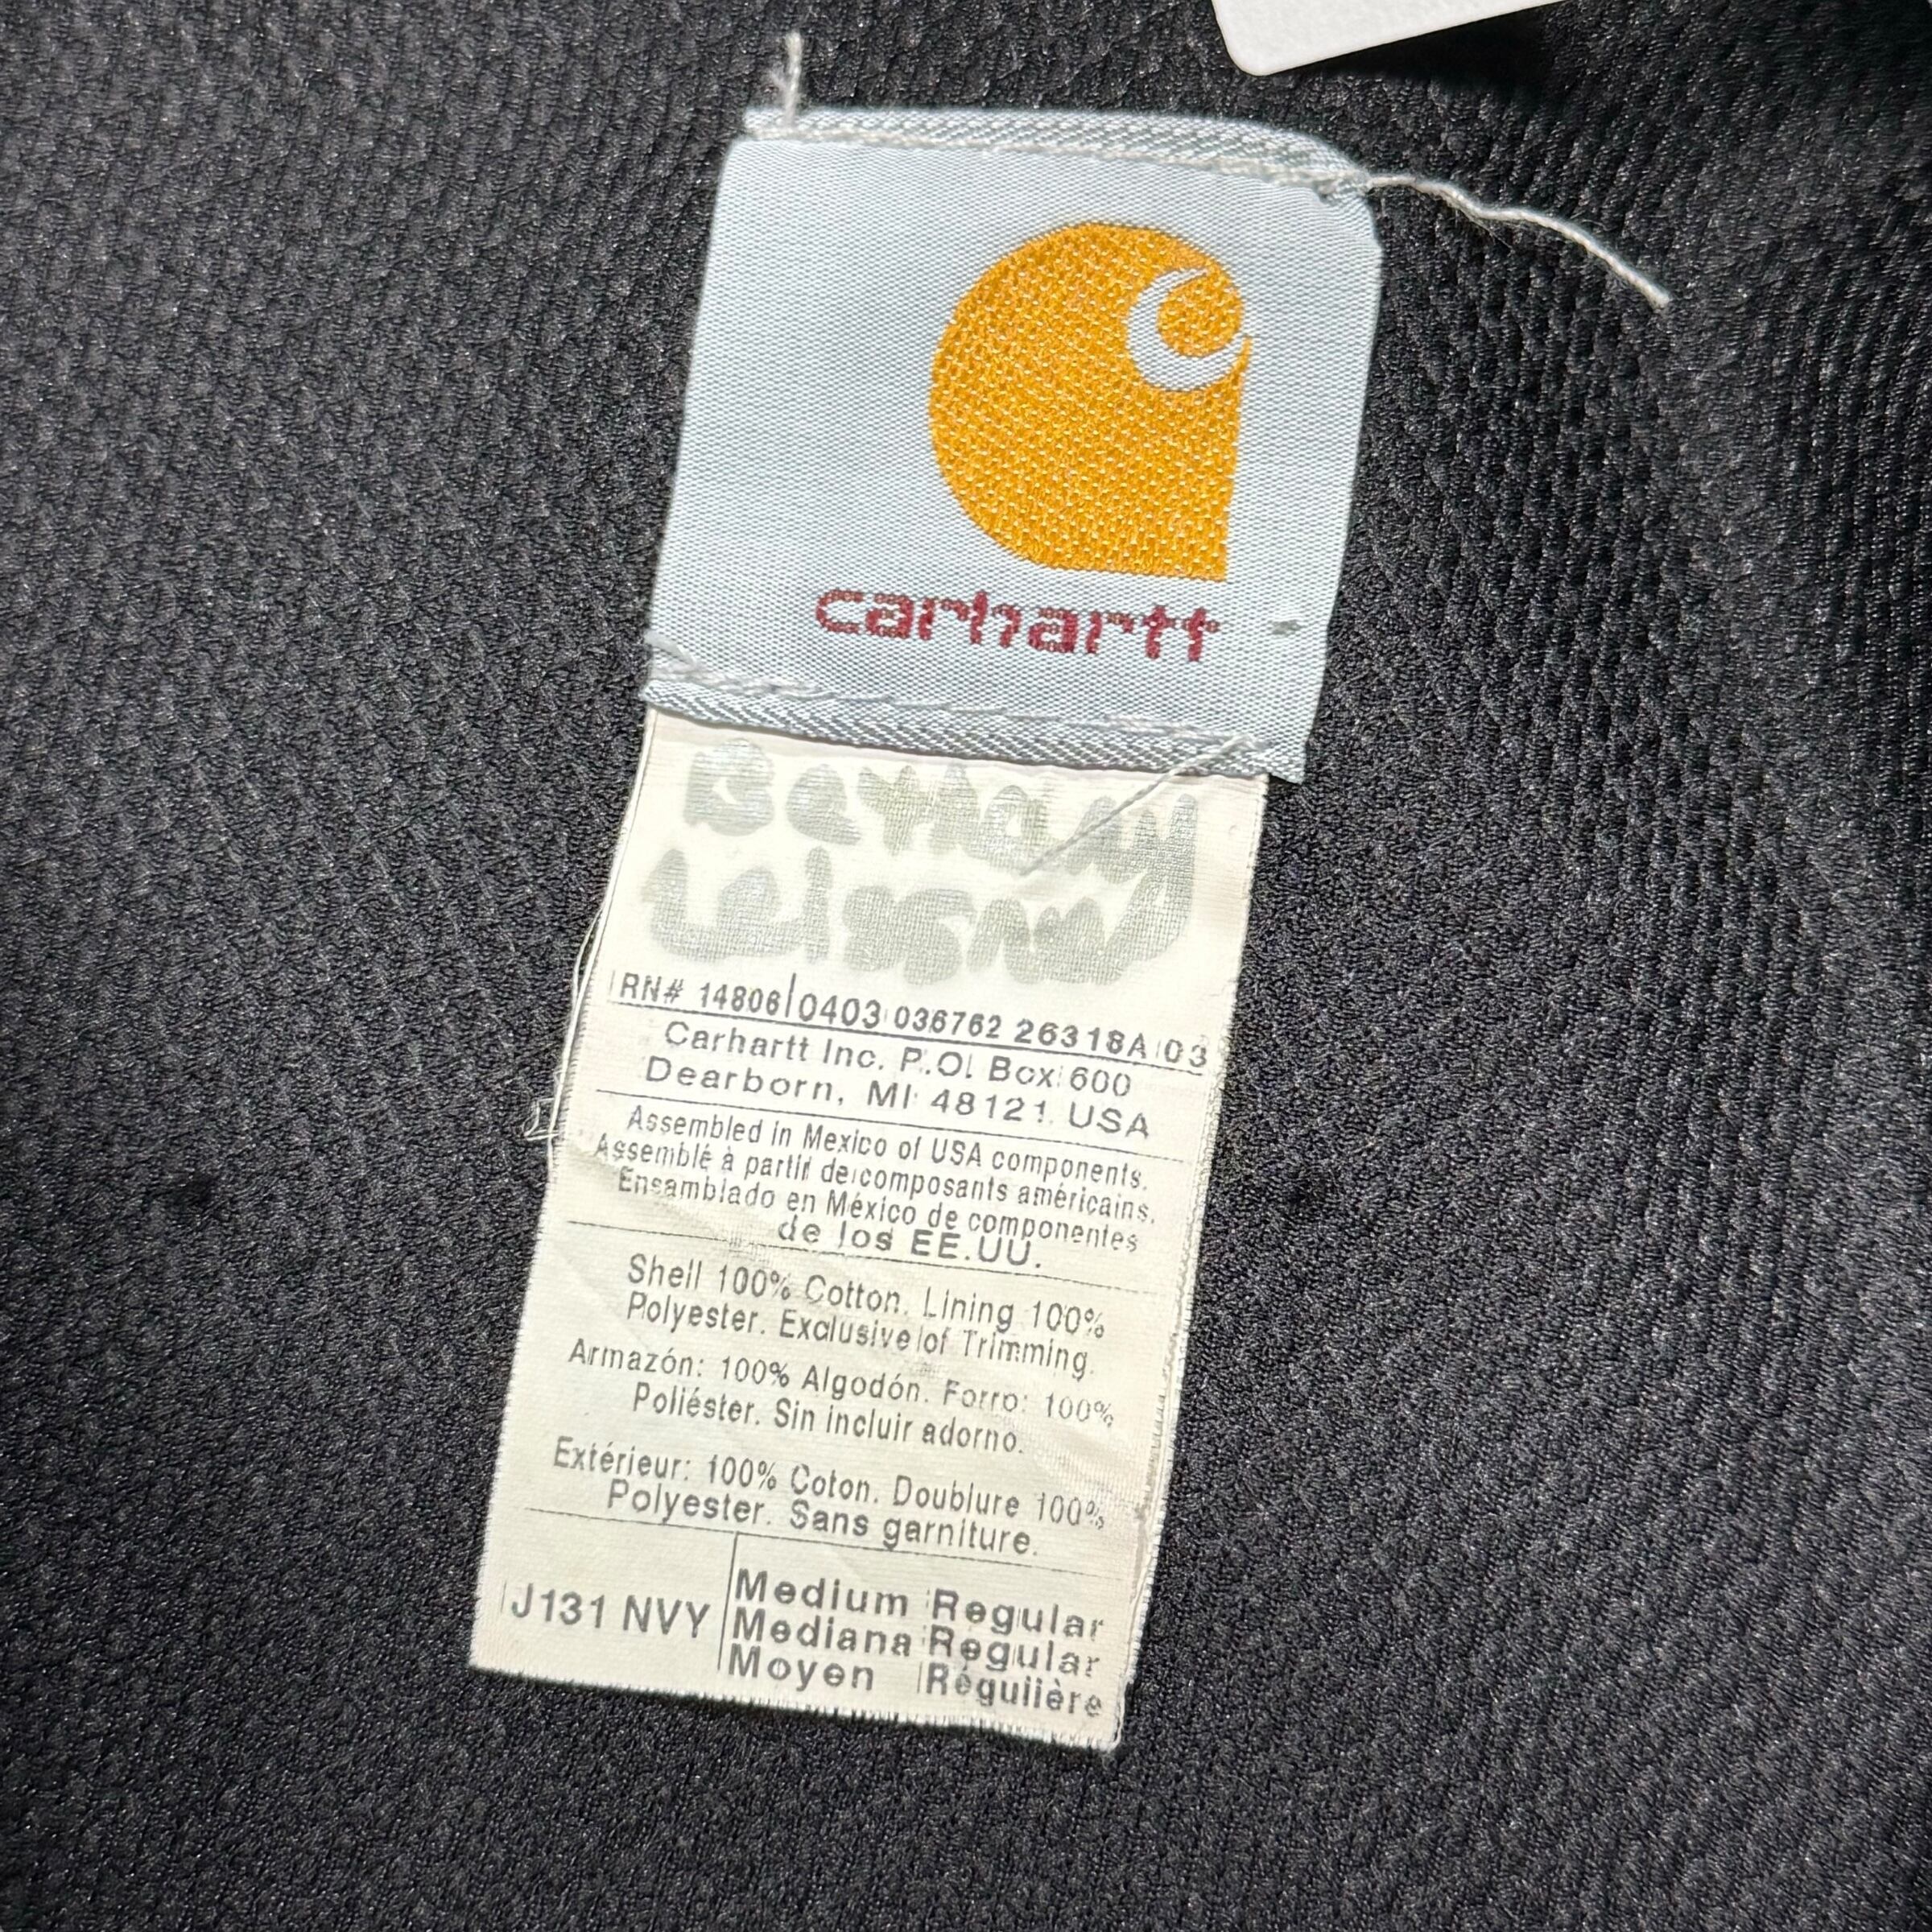 carhartt
Bethany
RN# 14806 0403 036762 26318A 03
Carhartt Inc. P.O. Box 600
Dearborn, MI 48121 USA
Assembled in Mexico of USA components.
Assemblé à partir de composants américains.
Ensamblado en México de componentes
de los EE.UU.
Shell 100% Cotton. Lining 100%
Polyester. Exclusive of Trimming.
Armazón: 100% Algodón. Forro: 100%
Poliéster. Sin incluir adorno.
Extérieur: 100% Coton. Doublure 100%
Polyester. Sans garniture.
J131 NVY
Medium Regular
Mediana Regular
Moyen Régulière